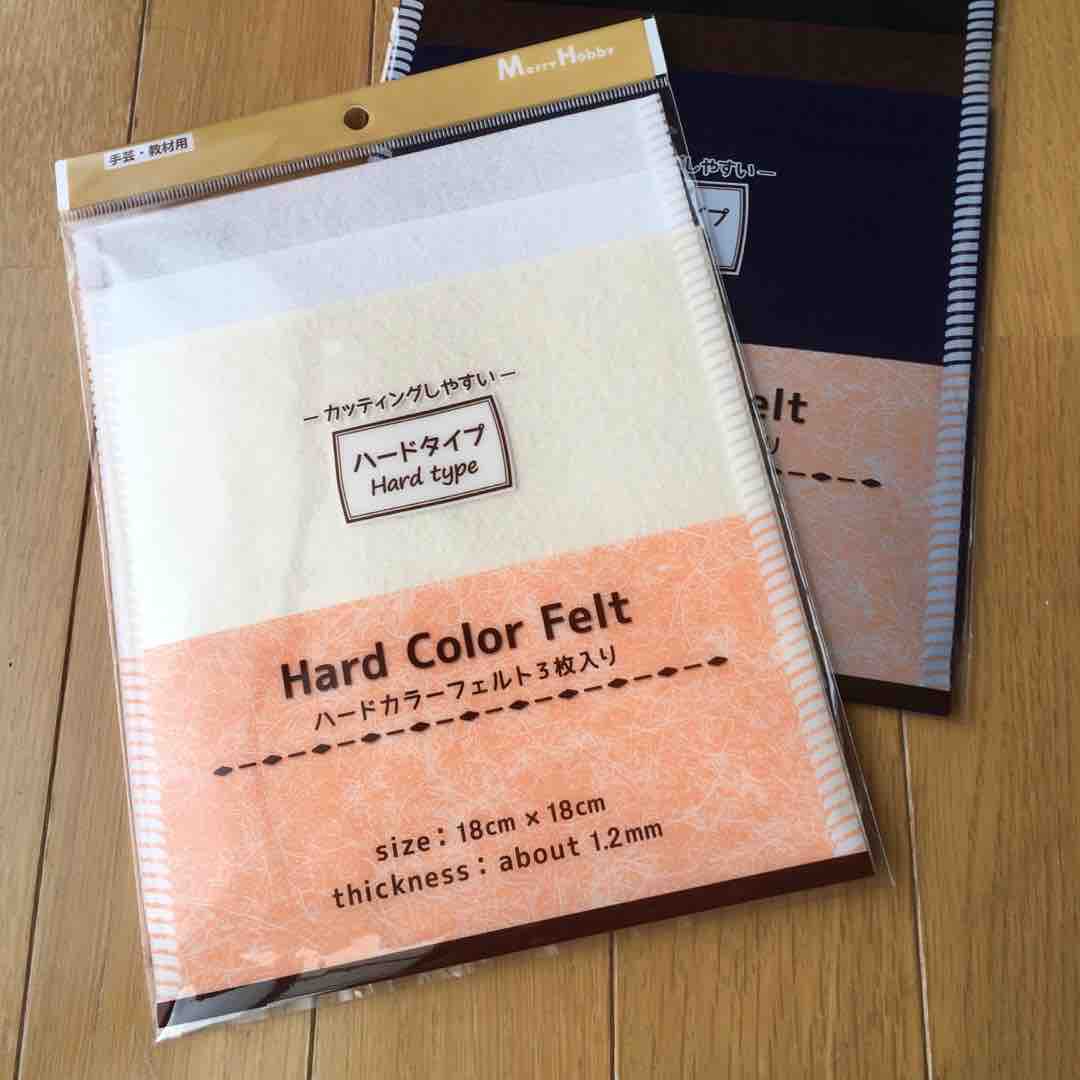 MerryHobby
手芸・教材用
ーカッティングしやすいー
ハードタイプ
Hard type
Hard Color Felt
ハードカラーフェルト3枚入り
size：18cm×18cm
thickness：about 1.2mm
しやすいー
イプ
elt
り